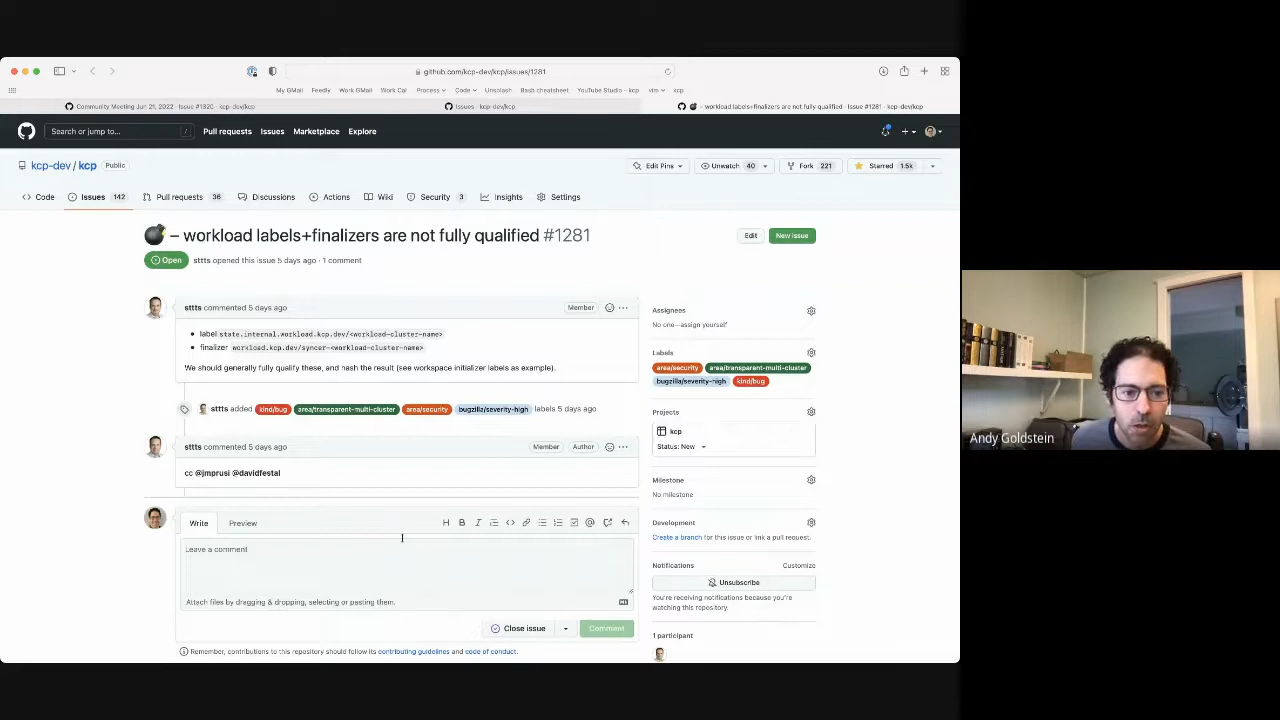 github.com/kcp-dev/kcp/issues/1281
My GMail Feedly Work GMail Work Cal Process Code Unsplash Bash cheatsheet YouTube Studio - kcp vtm kcp
Community Meeting Jun 21, 2022 · Issue #1320 · kcp-dev/kcp
Issues · kcp-dev/kcp
– workload labels+finalizers are not fully qualified · Issue #1281 · kcp-dev/kcp
Search or jump to... /
Pull requests Issues Marketplace Explore
kcp-dev / kcp Public
Edit Pins Unwatch 40 Fork 221 Starred 1.5k
Code Issues 142 Pull requests 36 Discussions Actions Wiki Security 3 Insights Settings
– workload labels+finalizers are not fully qualified #1281
Edit New issue
Open sttts opened this issue 5 days ago · 1 comment
sttts commented 5 days ago Member
label state.internal.workload.kcp.dev/<workload-cluster-name>
finalizer workload.kcp.dev/syncer-<workload-cluster-name>
We should generally fully qualify these, and hash the result (see workspace initializer labels as example).
sttts added kind/bug area/transparent-multi-cluster area/security bugzilla/severity-high labels 5 days ago
sttts commented 5 days ago Member Author
cc @jmprusi @davidfestal
Write Preview
Leave a comment
Attach files by dragging & dropping, selecting or pasting them.
Close issue Comment
Remember, contributions to this repository should follow its contributing guidelines and code of conduct.
Assignees
No one—assign yourself
Labels
area/security area/transparent-multi-cluster
bugzilla/severity-high kind/bug
Projects
kcp
Status: New
Milestone
No milestone
Development
Create a branch for this issue or link a pull request.
Notifications Customize
Unsubscribe
You're receiving notifications because you're
watching this repository.
1 participant
Andy Goldstein